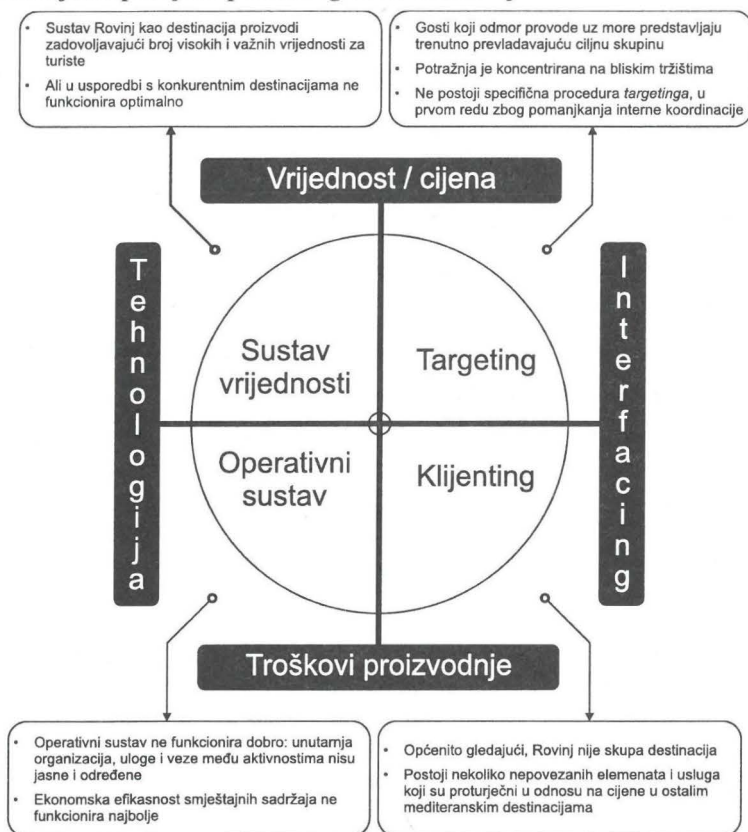 • Sustav Rovinj kao destinacija proizvodi
zadovoljavajući broj visokih i važnih vrijednosti za
turiste
• Ali u usporedbi s konkurentnim destinacijama ne
funkcionira optimalno
• Gosti koji odmor provode uz more predstavljaju
trenutno prevladavajuću ciljnu skupinu
• Potražnja je koncentrirana na bliskim tržištima
• Ne postoji specifična procedura targetinga, u
prvom redu zbog pomanjkanja interne koordinacije
Vrijednost / cijena
Tehnologija
Interfacing
Sustav
vrijednosti
Targeting
Operativni
sustav
Klijenting
Troškovi proizvodnje
• Operativni sustav ne funkcionira dobro: unutarnja
organizacija, uloge i veze među aktivnostima nisu
jasne i određene
• Ekonomska efikasnost smještajnih sadržaja ne
funkcionira najbolje
• Općenito gledajući, Rovinj nije skupa destinacija
• Postoji nekoliko nepovezanih elemenata i usluga
koji su proturječni u odnosu na cijene u ostalim
mediteranskim destinacijama